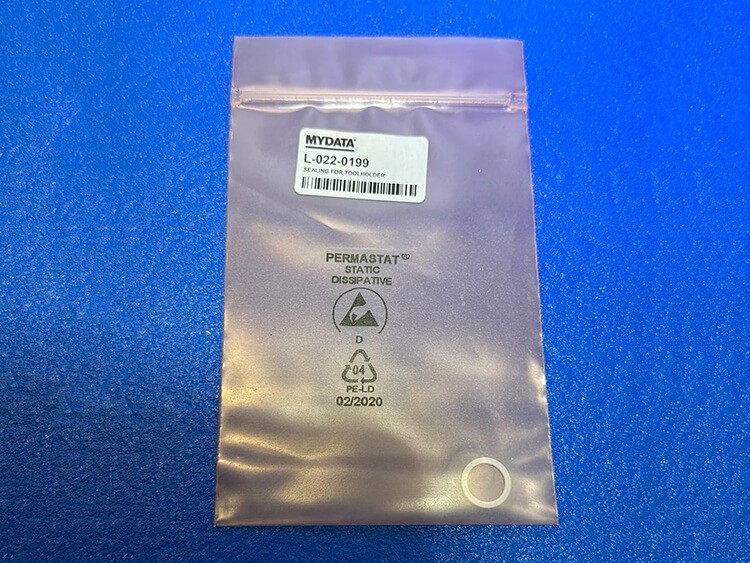 MYDATA
L-022-0199
SEALING FOR TOOLHOLDER
PERMASTAT®
STATIC
DISSIPATIVE
D
04
PE-LD
02/2020